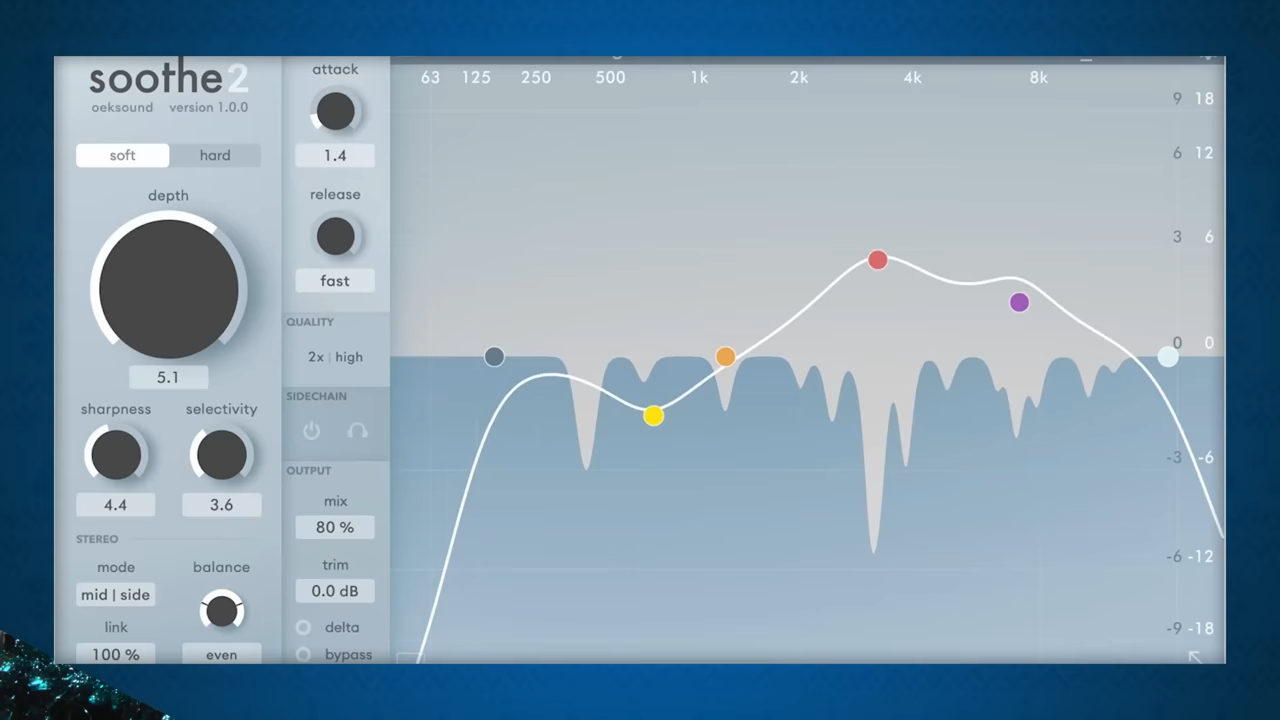 soothe2
oeksound version 1.0.0
soft hard
depth
5.1
sharpness selectivity
4.4 3.6
STEREO
mode balance
mid | side
link
100 % even
attack
1.4
release
fast
QUALITY
2x | high
SIDECHAIN
OUTPUT
mix
80 %
trim
0.0 dB
delta
bypass
63 125 250 500 1k 2k 4k 8k
9 18
6 12
3 6
0 0
-3 -6
-6 -12
-9 -18